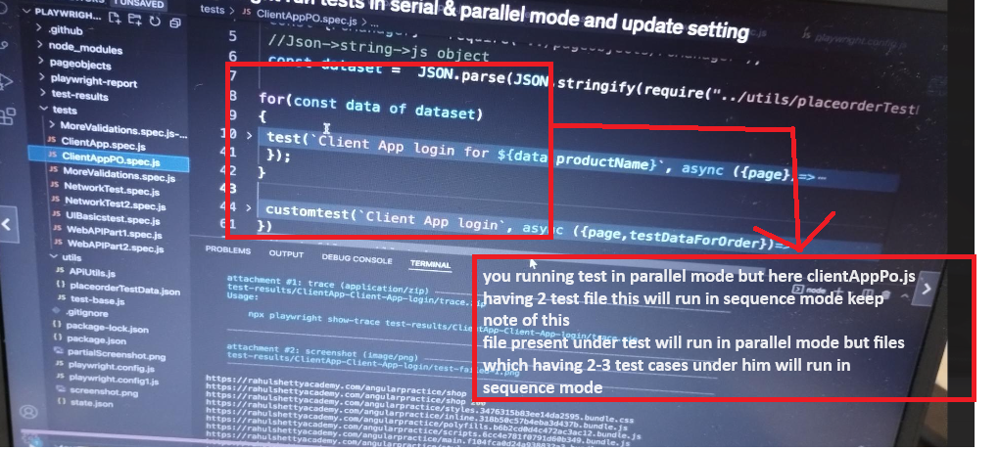 run tests in serial & parallel mode and update setting
1 UNSAVED
PLAYWRIGH...
.github
node_modules
pageobjects
playwright-report
test-results
tests
MoreValidations.spec.js-...
JS ClientApp.spec.js
JS ClientAppPO.spec.js
JS MoreValidations.spec.js
JS NetworkTest.spec.js
JS NetworkTest2.spec.js
JS UIBasicstest.spec.js
JS WebAPIPart1.spec.js
JS WebAPIPart2.spec.js
utils
JS APiUtils.js
{} placeorderTestData.json
JS test-base.js
.gitignore
{} package-lock.json
{} package.json
partialScreenshot.png
JS playwright.config.js
JS playwright.config1.js
screenshot.png
{} state.json
tests > JS ClientAppPO.spec.js > ...
playwright.config.js
5
6 //Json->string->js object
7 const dataset = JSON.parse(JSON.stringify(require("../utils/placeorderTest
8 for(const data of dataset)
9 {
10 > test(`Client App login for ${data.productName}`, async ({page})=>
41 });
42 }
43
44 > customtest(`Client App login`, async ({page,testDataForOrder})=>
61 })
PROBLEMS OUTPUT DEBUG CONSOLE TERMINAL
node
attachment #1: trace (application/zip)
test-results/ClientApp-Client-App-login/trace.zip
Usage:
npx playwright show-trace test-results/ClientApp-Client-App-login/trace.zip
attachment #2: screenshot (image/png)
test-results/ClientApp-Client-App-login/test-failed-1.png
https://rahulshettyacademy.com/angularpractice/shop
https://rahulshettyacademy.com/angularpractice/shop 200
https://rahulshettyacademy.com/angularpractice/styles.3476315b83ee14da2595.bundle.css
https://rahulshettyacademy.com/angularpractice/inline.318b50c57b4eba3d437b.bundle.js
https://rahulshettyacademy.com/angularpractice/polyfills.b6b2cd0d4c472ac3ac12.bundle.js
https://rahulshettyacademy.com/angularpractice/scripts.6cc4e781f0791d60b349.bundle.js
you running test in parallel mode but here clientAppPo.js
having 2 test file this will run in sequence mode keep
note of this
file present under test will run in parallel mode but files
which having 2-3 test cases under him will run in
sequence mode